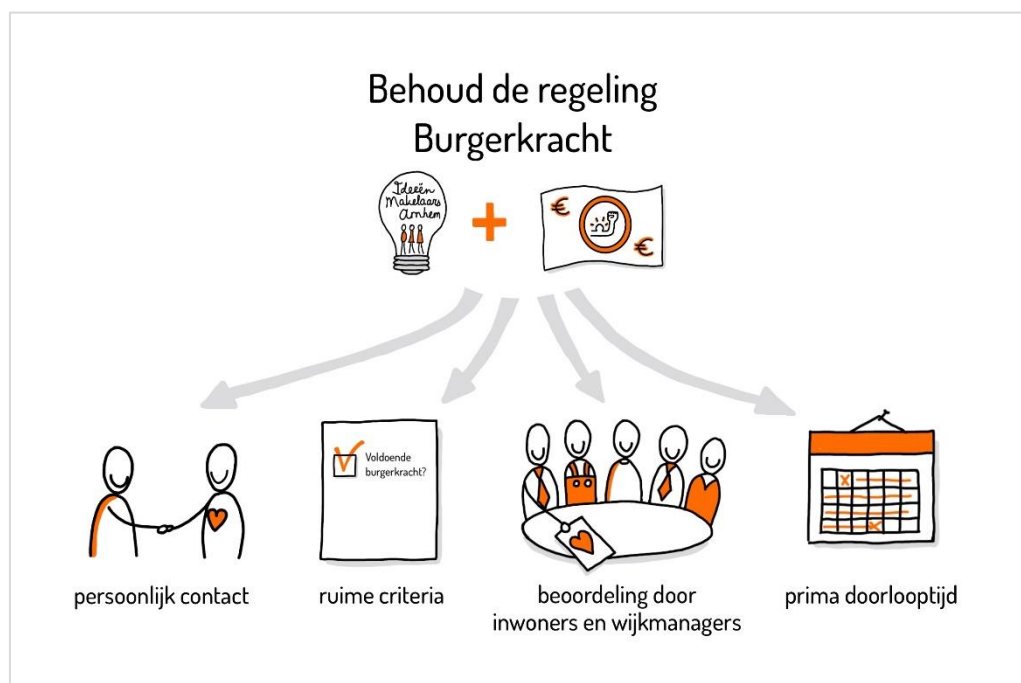 Behoud de regeling
Burgerkracht
Ideeën
Makelaars
Arnhem
€
€
Voldoende
burgerkracht?
persoonlijk contact
ruime criteria
beoordeling door
inwoners en wijkmanagers
prima doorlooptijd